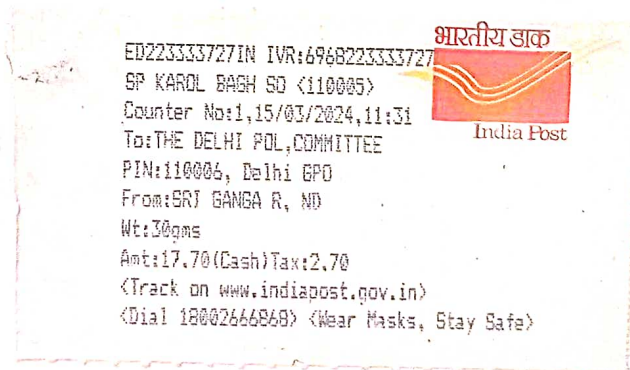 भारतीय डाक
ED223333727IN IVR:6968223333727
SP KAROL BAGH SO <110005>
Counter No:1,15/03/2024,11:31
India Post
To:THE DELHI POL,COMMITTEE
PIN:110006, Delhi GPO
From:SRI GANGA R, ND
Wt:30gms
Amt:17.70(Cash)Tax:2.70
<Track on www.indiapost.gov.in>
<Dial 18002666868> <Wear Masks, Stay Safe>